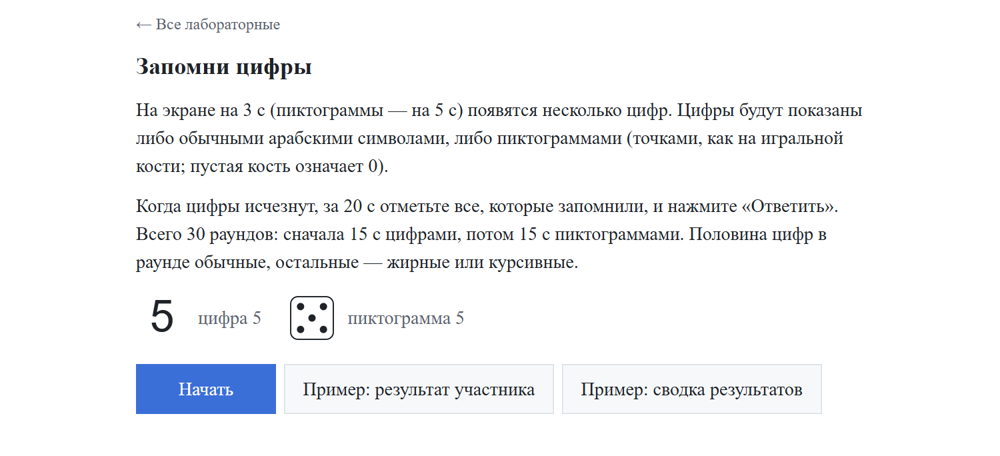 ← Все лабораторные
Запомни цифры
На экране на 3 с (пиктограммы — на 5 с) появятся несколько цифр. Цифры будут показаны
либо обычными арабскими символами, либо пиктограммами (точками, как на игральной
кости; пустая кость означает 0).
Когда цифры исчезнут, за 20 с отметьте все, которые запомнили, и нажмите «Ответить».
Всего 30 раундов: сначала 15 с цифрами, потом 15 с пиктограммами. Половина цифр в
раунде обычные, остальные — жирные или курсивные.
5 цифра 5 пиктограмма 5
Начать Пример: результат участника Пример: сводка результатов